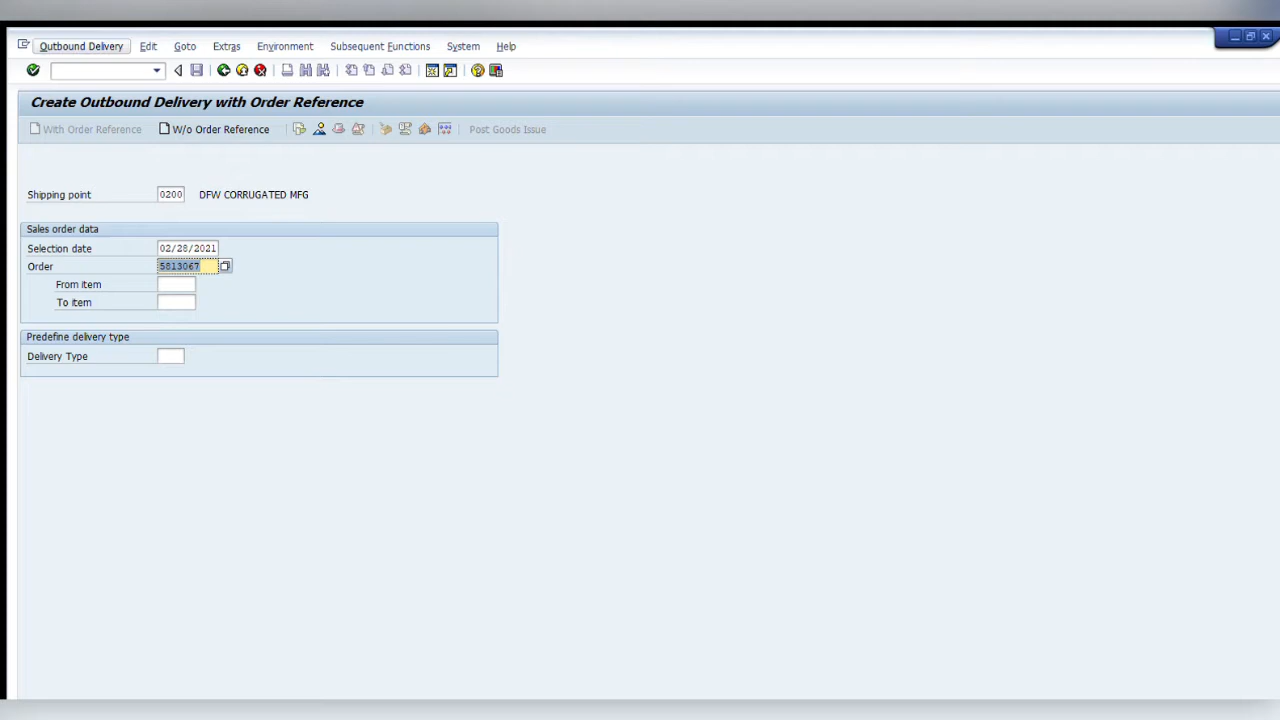 Outbound Delivery Edit Goto Extras Environment Subsequent Functions System Help
Create Outbound Delivery with Order Reference
With Order Reference W/o Order Reference Post Goods Issue
Shipping point 0200 DFW CORRUGATED MFG
Sales order data
Selection date 02/28/2021
Order 5813067
From item
To item
Predefine delivery type
Delivery Type